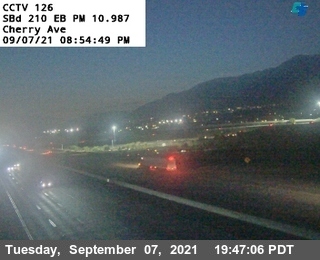 CCTV 126
SBd 210 EB PM 10.987
Cherry Ave
09/07/21 08:54:49 PM
Tuesday, September 07, 2021 19:47:06 PDT